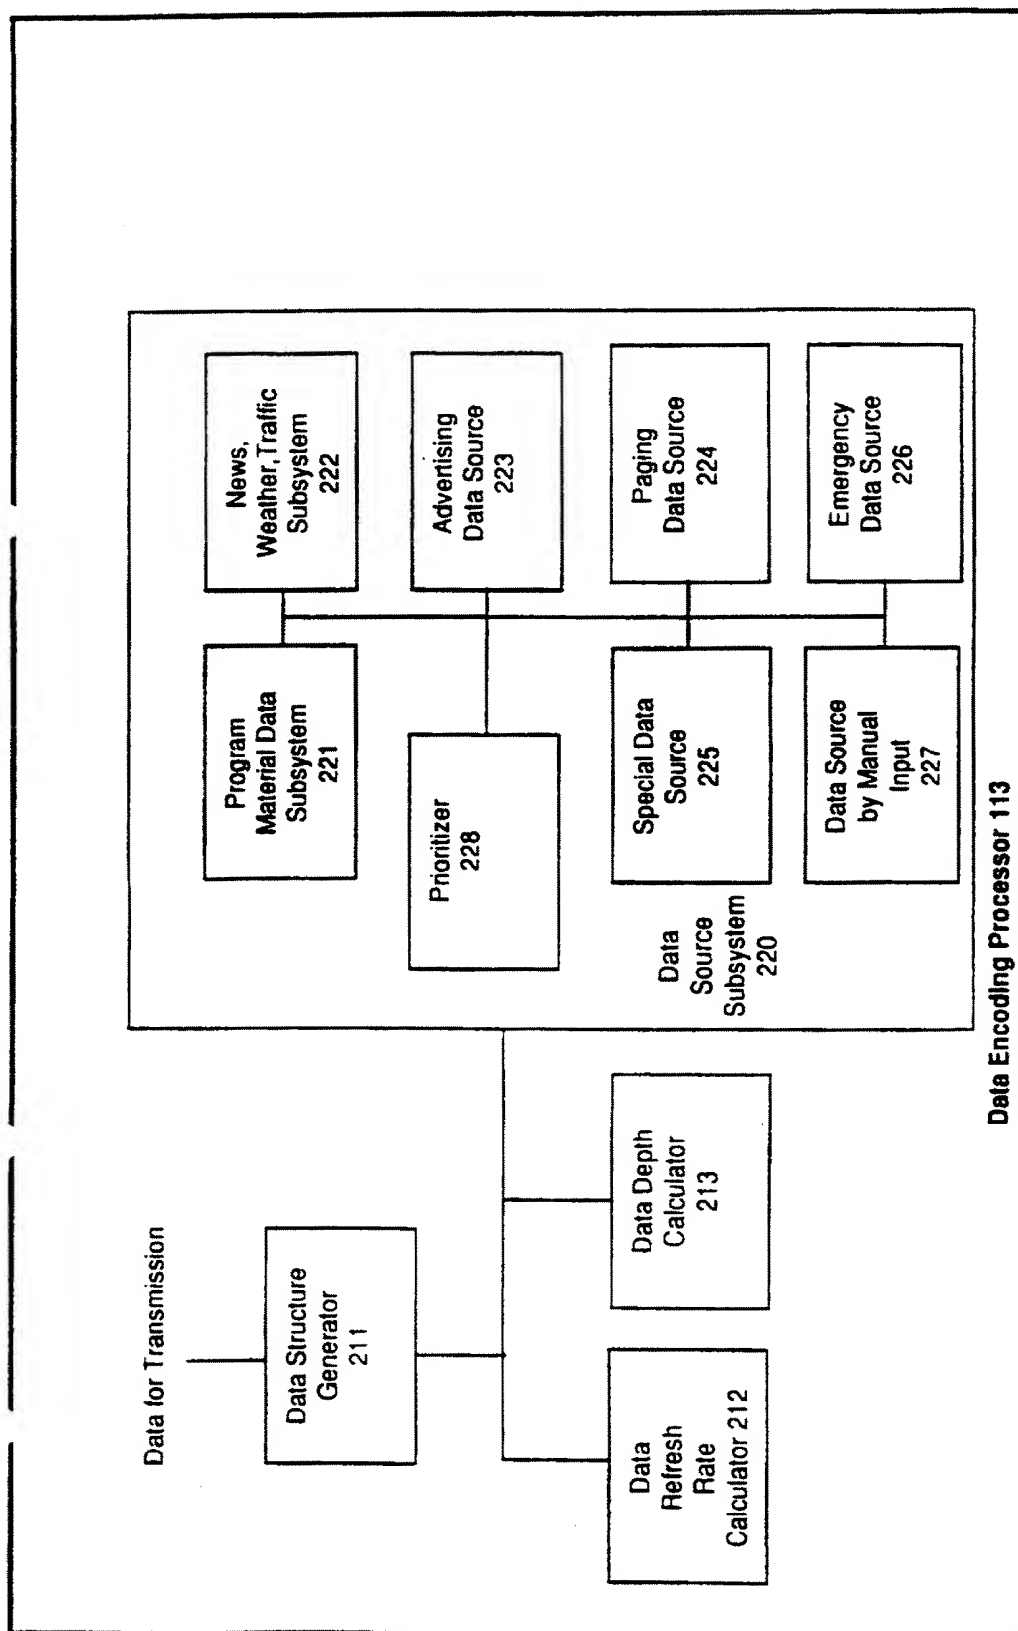 Data for Transmission
Data Structure
Generator
211
Data
Refresh
Rate
Calculator 212
Data Depth
Calculator
213
Program
Material Data
Subsystem
221
News,
Weather,Traffic
Subsystem
222
Prioritizer
228
Advertising
Data Source
223
Data
Source
Subsystem
220
Special Data
Source
225
Paging
Data Source
224
Data Source
by Manual
Input
227
Emergency
Data Source
226
Data Encoding Processor 113